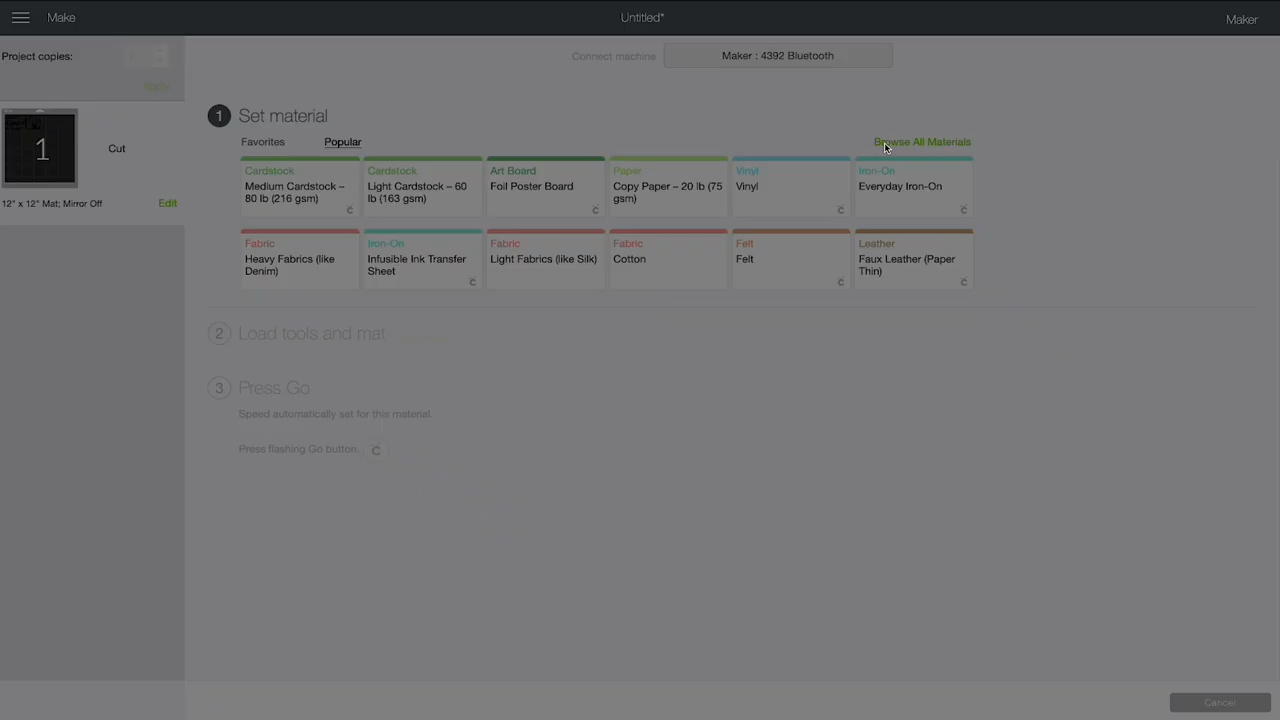 Make
Untitled*
Maker
Project copies:
Apply
Connect machine
Maker : 4392 Bluetooth
1
Cut
12" x 12" Mat; Mirror Off
Edit
1 Set material
Favorites
Popular
Browse All Materials
Cardstock
Medium Cardstock –
80 lb (216 gsm)
Cardstock
Light Cardstock – 60
lb (163 gsm)
Art Board
Foil Poster Board
Paper
Copy Paper – 20 lb (75
gsm)
Vinyl
Vinyl
Iron-On
Everyday Iron-On
Fabric
Heavy Fabrics (like
Denim)
Iron-On
Infusible Ink Transfer
Sheet
Fabric
Light Fabrics (like Silk)
Fabric
Cotton
Felt
Felt
Leather
Faux Leather (Paper
Thin)
2 Load tools and mat
3 Press Go
Speed automatically set for this material.
Press flashing Go button.
Cancel